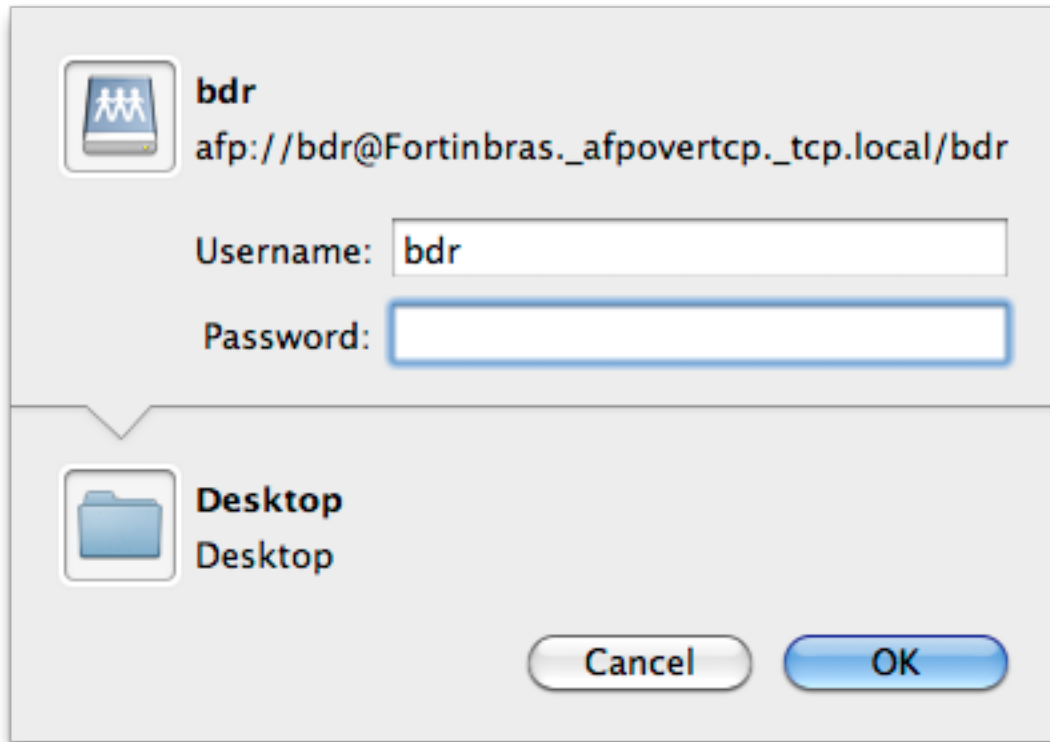 bdr
afp://bdr@Fortinbras._afpovertcp._tcp.local/bdr
Username: bdr
Password:
Desktop
Desktop
Cancel OK